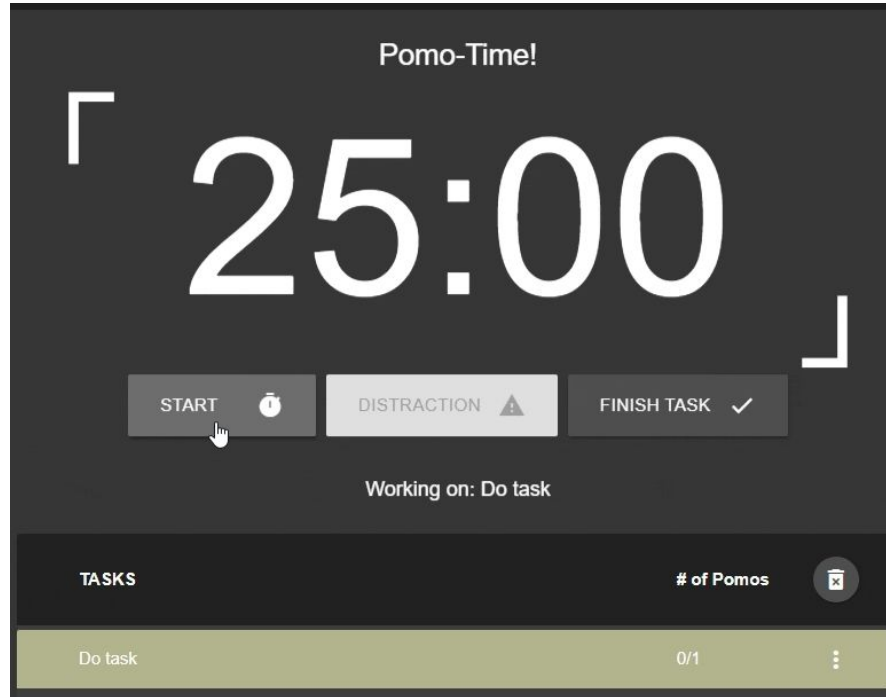 Pomo-Time!
25:00
START DISTRACTION FINISH TASK
Working on: Do task
TASKS # of Pomos
Do task 0/1